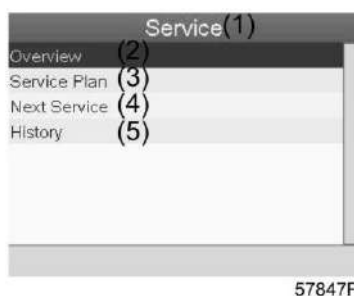 Service(1)
Overview (2)
Service Plan (3)
Next Service (4)
History (5)
57847F